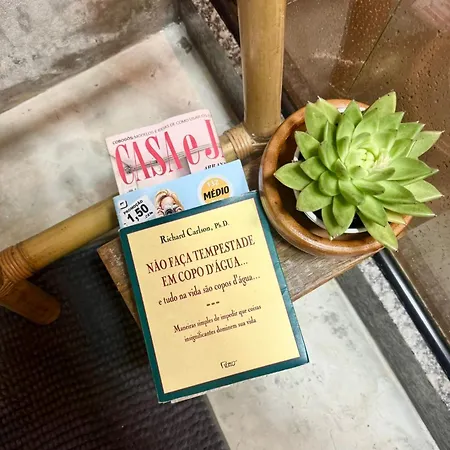 COBOGÓS:
CASA e J
1,50
MÉDIO
Richard Carlson, Ph.D.
NÃO FAÇA TEMPESTADE
EM COPO D'ÁGUA...
e tudo na vida são copos d'água...
Maneiras simples de impedir que coisas
insignificantes dominem sua vida
Rocco